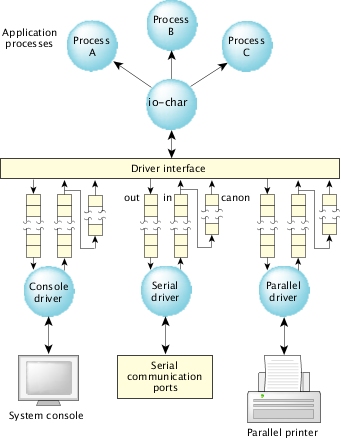 Application
processes
Process
A
Process
B
Process
C
io-char
Driver interface
out
in
canon
Console
driver
Serial
driver
Parallel
driver
System console
Serial
communication
ports
Parallel printer